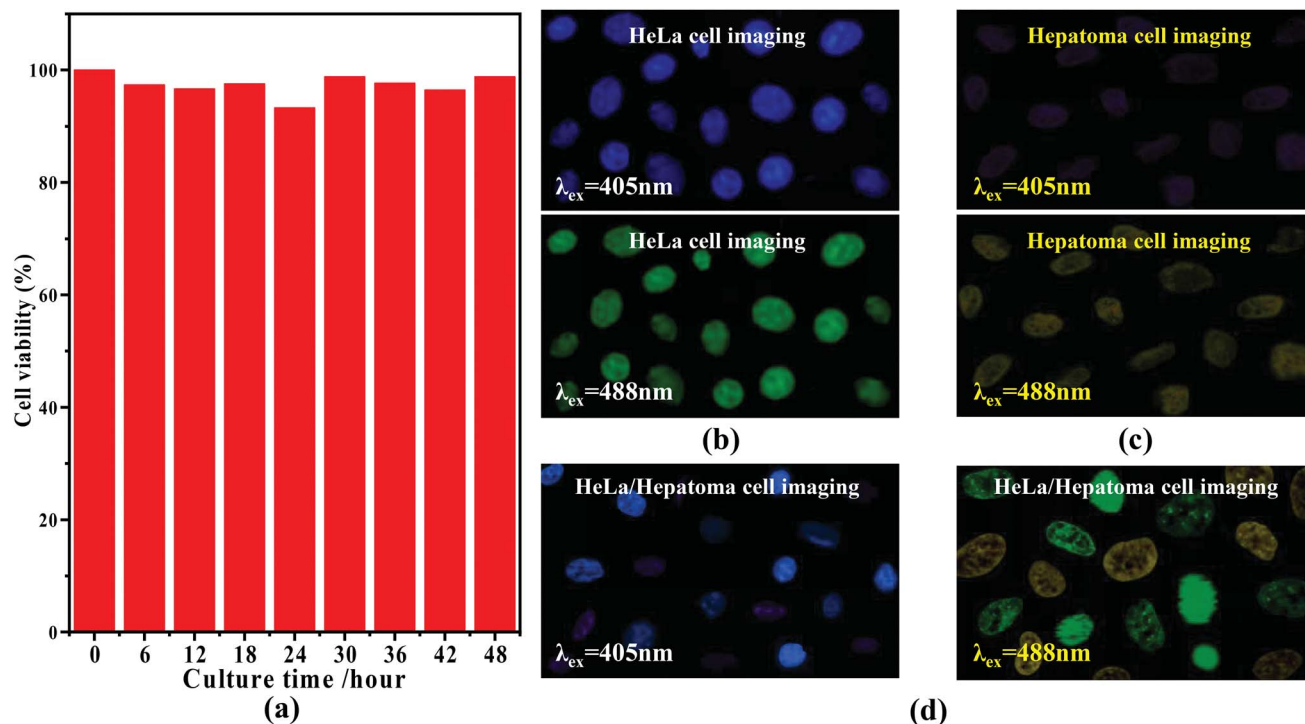 Cell viability (%)
100
80
60
40
20
0
0 6 12 18 24 30 36 42 48
Culture time /hour
(a)
HeLa cell imaging
λex=405nm
HeLa cell imaging
λex=488nm
(b)
Hepatoma cell imaging
λex=405nm
Hepatoma cell imaging
λex=488nm
(c)
HeLa/Hepatoma cell imaging
λex=405nm
HeLa/Hepatoma cell imaging
λex=488nm
(d)